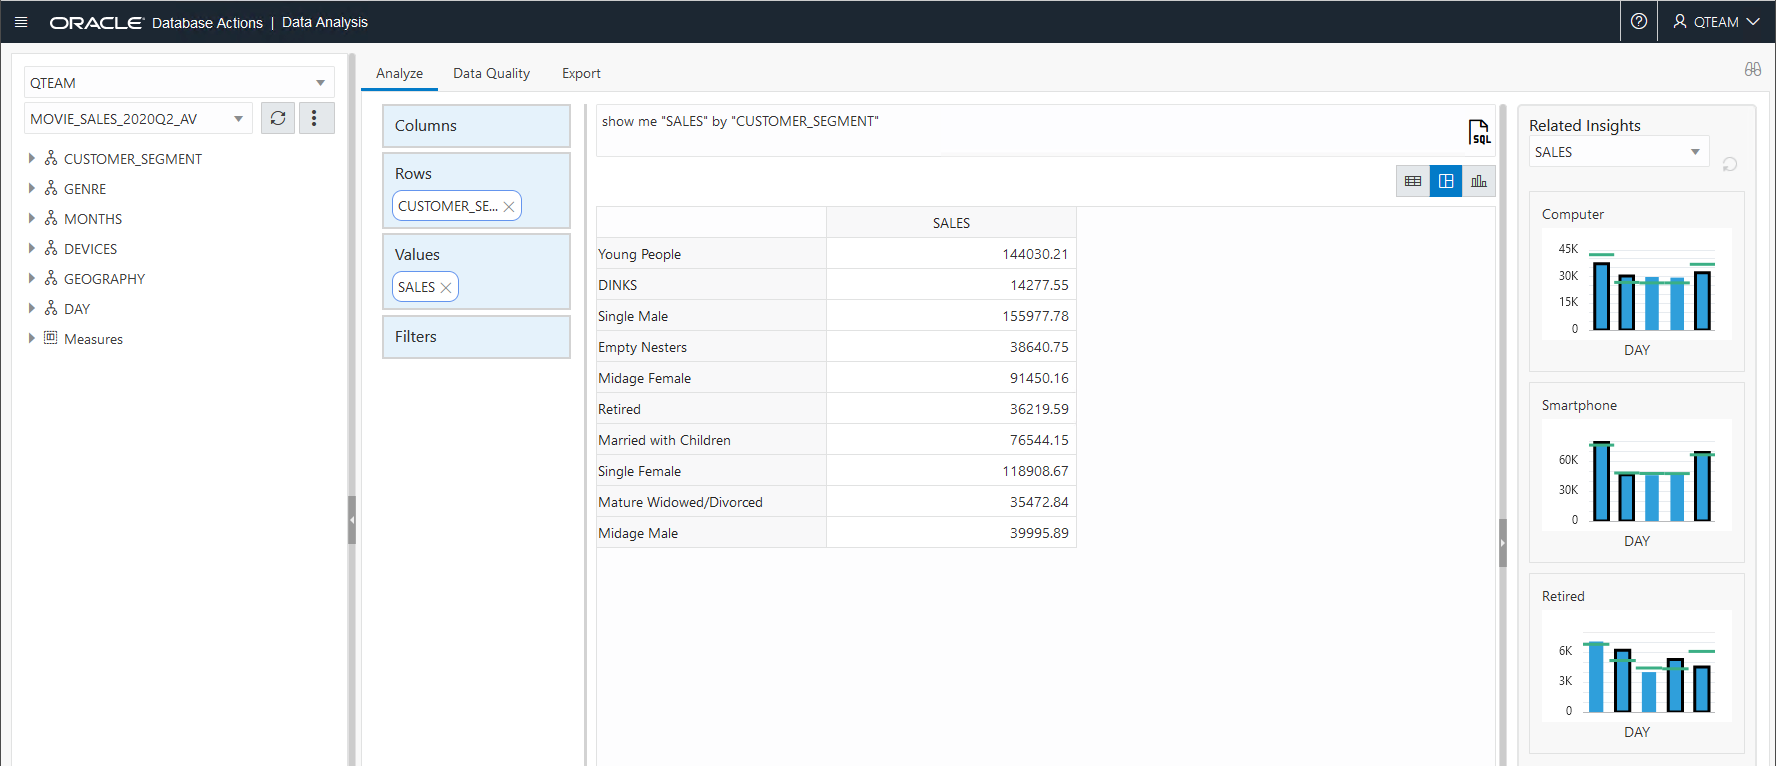 ORACLE Database Actions | Data Analysis
QTEAM
QTEAM
MOVIE_SALES_2020Q2_AV
CUSTOMER_SEGMENT
GENRE
MONTHS
DEVICES
GEOGRAPHY
DAY
Measures
Analyze
Data Quality
Export
Columns
Rows
CUSTOMER_SE...
Values
SALES
Filters
show me "SALES" by "CUSTOMER_SEGMENT"
SQL
SALES
Young People 144030.21
DINKS 14277.55
Single Male 155977.78
Empty Nesters 38640.75
Midage Female 91450.16
Retired 36219.59
Married with Children 76544.15
Single Female 118908.67
Mature Widowed/Divorced 35472.84
Midage Male 39995.89
Related Insights
SALES
Computer
45K
30K
15K
0
DAY
Smartphone
60K
30K
0
DAY
Retired
6K
3K
0
DAY